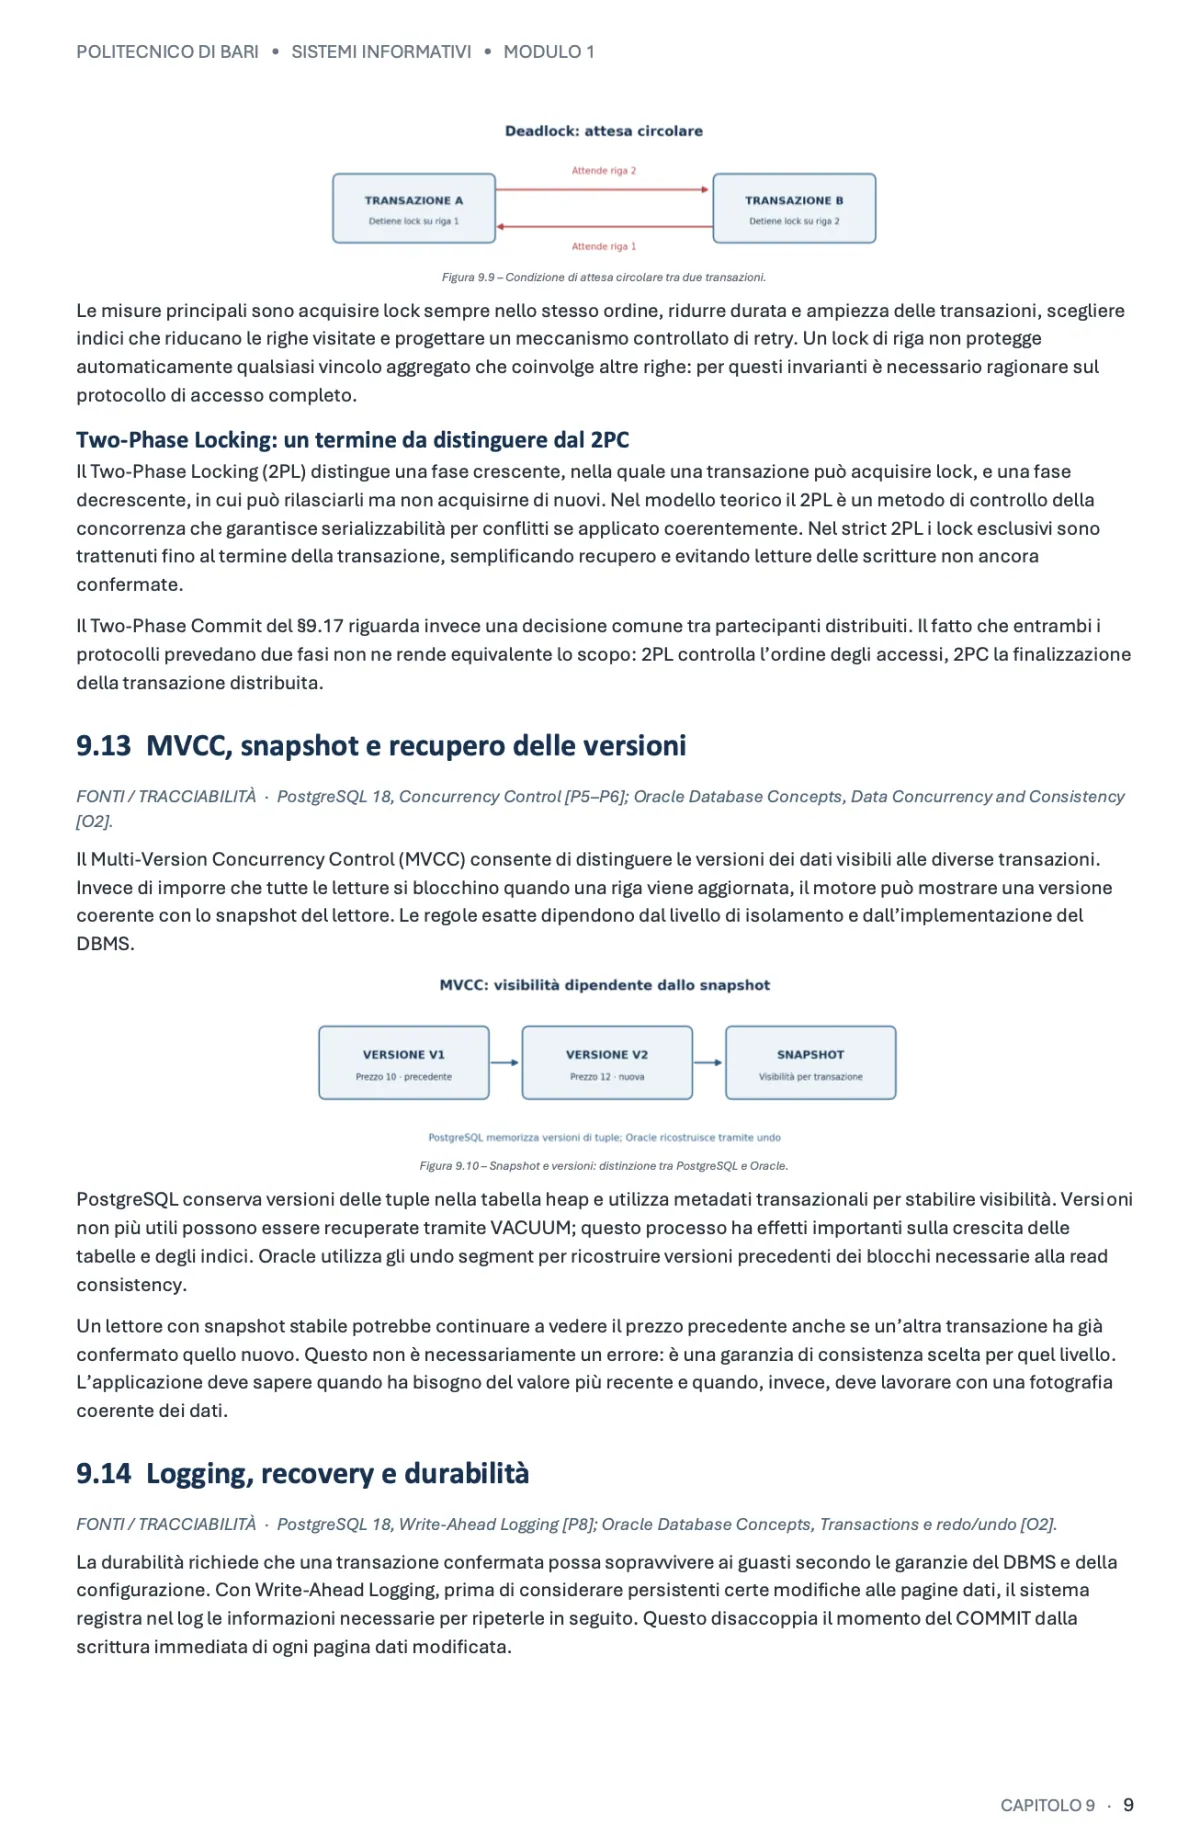 POLITECNICO DI BARI • SISTEMI INFORMATIVI • MODULO 1
Deadlock: attesa circolare
Attende riga 2
TRANSAZIONE A
Detiene lock su riga 1
TRANSAZIONE B
Detiene lock su riga 2
Attende riga 1
Figura 9.9 – Condizione di attesa circolare tra due transazioni.
Le misure principali sono acquisire lock sempre nello stesso ordine, ridurre durata e ampiezza delle transazioni, scegliere
indici che riducano le righe visitate e progettare un meccanismo controllato di retry. Un lock di riga non protegge
automaticamente qualsiasi vincolo aggregato che coinvolge altre righe: per questi invarianti è necessario ragionare sul
protocollo di accesso completo.
Two-Phase Locking: un termine da distinguere dal 2PC
Il Two-Phase Locking (2PL) distingue una fase crescente, nella quale una transazione può acquisire lock, e una fase
decrescente, in cui può rilasciarli ma non acquisirne di nuovi. Nel modello teorico il 2PL è un metodo di controllo della
concorrenza che garantisce serializzabilità per conflitti se applicato coerentemente. Nel strict 2PL i lock esclusivi sono
trattenuti fino al termine della transazione, semplificando recupero e evitando letture delle scritture non ancora
confermate.
Il Two-Phase Commit del §9.17 riguarda invece una decisione comune tra partecipanti distribuiti. Il fatto che entrambi i
protocolli prevedano due fasi non ne rende equivalente lo scopo: 2PL controlla l’ordine degli accessi, 2PC la finalizzazione
della transazione distribuita.
9.13 MVCC, snapshot e recupero delle versioni
FONTI / TRACCIABILITÀ · PostgreSQL 18, Concurrency Control [P5–P6]; Oracle Database Concepts, Data Concurrency and Consistency
[O2].
Il Multi-Version Concurrency Control (MVCC) consente di distinguere le versioni dei dati visibili alle diverse transazioni.
Invece di imporre che tutte le letture si blocchino quando una riga viene aggiornata, il motore può mostrare una versione
coerente con lo snapshot del lettore. Le regole esatte dipendono dal livello di isolamento e dall’implementazione del
DBMS.
MVCC: visibilità dipendente dallo snapshot
VERSIONE V1
Prezzo 10 · precedente
VERSIONE V2
Prezzo 12 · nuova
SNAPSHOT
Visibilità per transazione
PostgreSQL memorizza versioni di tuple; Oracle ricostruisce tramite undo
Figura 9.10 – Snapshot e versioni: distinzione tra PostgreSQL e Oracle.
PostgreSQL conserva versioni delle tuple nella tabella heap e utilizza metadati transazionali per stabilire visibilità. Versioni
non più utili possono essere recuperate tramite VACUUM; questo processo ha effetti importanti sulla crescita delle
tabelle e degli indici. Oracle utilizza gli undo segment per ricostruire versioni precedenti dei blocchi necessarie alla read
consistency.
Un lettore con snapshot stabile potrebbe continuare a vedere il prezzo precedente anche se un’altra transazione ha già
confermato quello nuovo. Questo non è necessariamente un errore: è una garanzia di consistenza scelta per quel livello.
L’applicazione deve sapere quando ha bisogno del valore più recente e quando, invece, deve lavorare con una fotografia
coerente dei dati.
9.14 Logging, recovery e durabilità
FONTI / TRACCIABILITÀ · PostgreSQL 18, Write-Ahead Logging [P8]; Oracle Database Concepts, Transactions e redo/undo [O2].
La durabilità richiede che una transazione confermata possa sopravvivere ai guasti secondo le garanzie del DBMS e della
configurazione. Con Write-Ahead Logging, prima di considerare persistenti certe modifiche alle pagine dati, il sistema
registra nel log le informazioni necessarie per ripeterle in seguito. Questo disaccoppia il momento del COMMIT dalla
scrittura immediata di ogni pagina dati modificata.
CAPITOLO 9 · 9